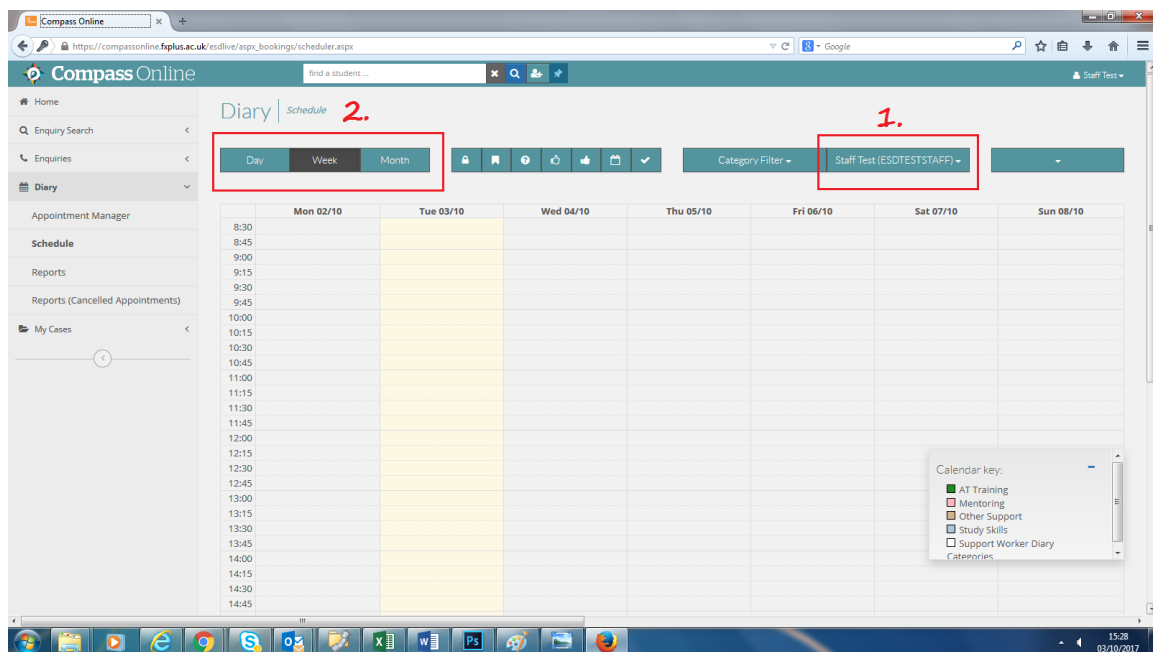 Compass Online
https://compassonline.fxplus.ac.uk/esdlive/aspx_bookings/scheduler.aspx
Google
Compass Online
find a student ...
Staff Test
Home
Enquiry Search
Enquiries
Diary
Appointment Manager
Schedule
Reports
Reports (Cancelled Appointments)
My Cases
Diary | Schedule
2.
1.
Day Week Month
Category Filter
Staff Test (ESDTESTSTAFF)
Mon 02/10 Tue 03/10 Wed 04/10 Thu 05/10 Fri 06/10 Sat 07/10 Sun 08/10
8:30
8:45
9:00
9:15
9:30
9:45
10:00
10:15
10:30
10:45
11:00
11:15
11:30
11:45
12:00
12:15
12:30
12:45
13:00
13:15
13:30
13:45
14:00
14:15
14:30
14:45
Calendar key:
AT Training
Mentoring
Other Support
Study Skills
Support Worker Diary
Categories
15:28
03/10/2017